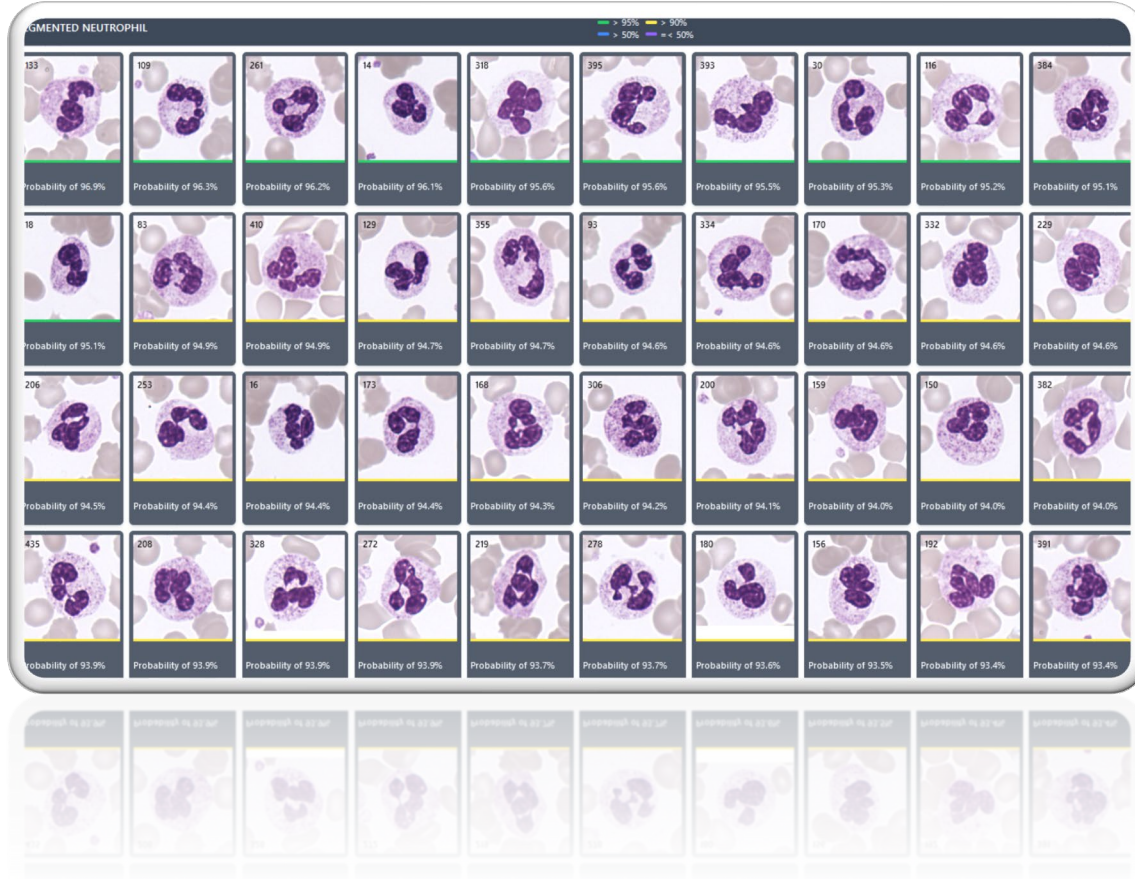 EGMENTED NEUTROPHIL
> 95% > 90%
> 50% =< 50%
133 109 261 14 318 395 393 30 116 384
Probability of 96.9% Probability of 96.3% Probability of 96.2% Probability of 96.1% Probability of 95.6% Probability of 95.6% Probability of 95.5% Probability of 95.3% Probability of 95.2% Probability of 95.1%
18 83 410 129 355 93 334 170 332 229
Probability of 95.1% Probability of 94.9% Probability of 94.9% Probability of 94.7% Probability of 94.7% Probability of 94.6% Probability of 94.6% Probability of 94.6% Probability of 94.6% Probability of 94.6%
206 253 16 173 168 306 200 159 150 382
Probability of 94.5% Probability of 94.4% Probability of 94.4% Probability of 94.4% Probability of 94.3% Probability of 94.2% Probability of 94.1% Probability of 94.0% Probability of 94.0% Probability of 94.0%
435 208 328 272 219 278 180 156 192 391
Probability of 93.9% Probability of 93.9% Probability of 93.9% Probability of 93.9% Probability of 93.7% Probability of 93.7% Probability of 93.6% Probability of 93.5% Probability of 93.4% Probability of 93.4%